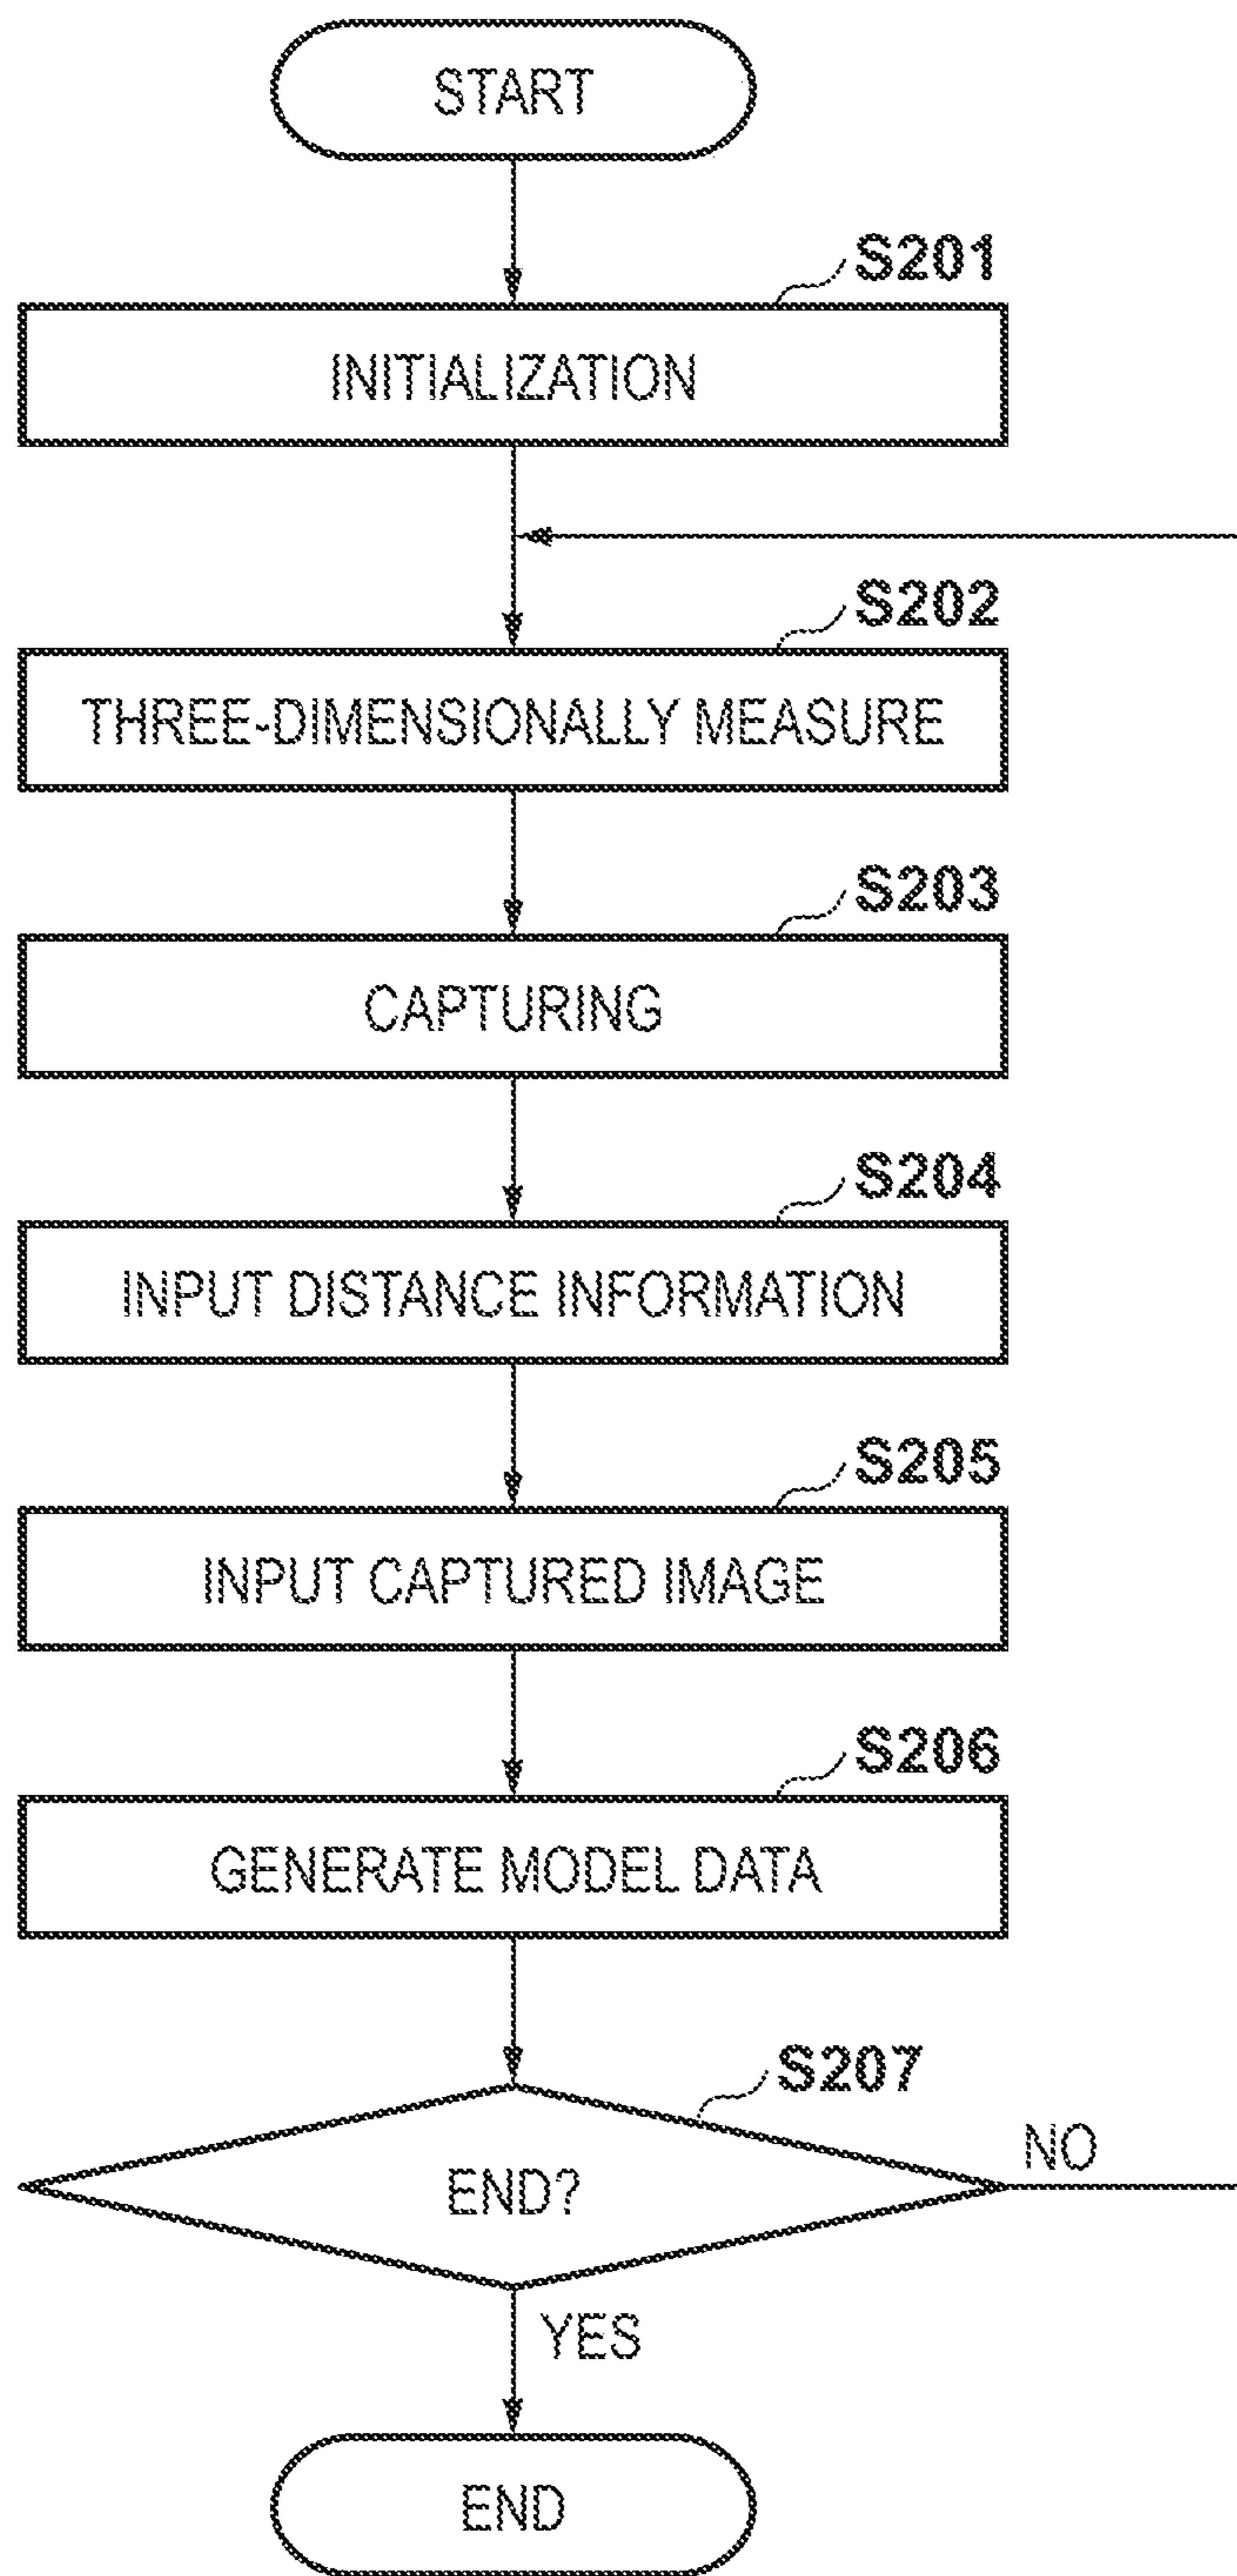 START
S201
INITIALIZATION
S202
THREE-DIMENSIONALLY MEASURE
S203
CAPTURING
S204
INPUT DISTANCE INFORMATION
S205
INPUT CAPTURED IMAGE
S206
GENERATE MODEL DATA
S207
NO
END?
YES
END